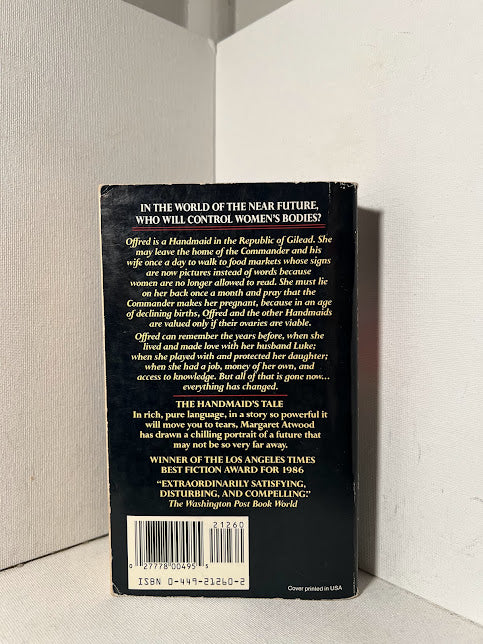 IN THE WORLD OF THE NEAR FUTURE,
WHO WILL CONTROL WOMEN'S BODIES?
Offred is a Handmaid in the Republic of Gilead. She
may leave the home of the Commander and his
wife once a day to walk to food markets whose signs
are now pictures instead of words because
women are no longer allowed to read. She must lie
on her back once a month and pray that the
Commander makes her pregnant, because in an age
of declining births, Offred and the other Handmaids
are valued only if their ovaries are viable.
Offred can remember the years before, when she
lived and made love with her husband Luke;
when she played with and protected her daughter;
when she had a job, money of her own, and
access to knowledge. But all of that is gone now...
everything has changed.
THE HANDMAID'S TALE
In rich, pure language, in a story so powerful it
will move you to tears, Margaret Atwood
has drawn a chilling portrait of a future that
may not be so very far away.
WINNER OF THE LOS ANGELES TIMES
BEST FICTION AWARD FOR 1986
"EXTRAORDINARILY SATISFYING,
DISTURBING, AND COMPELLING."
The Washington Post Book World
21260
0 27778 00495 5
ISBN 0-449-21260-2
Cover printed in USA